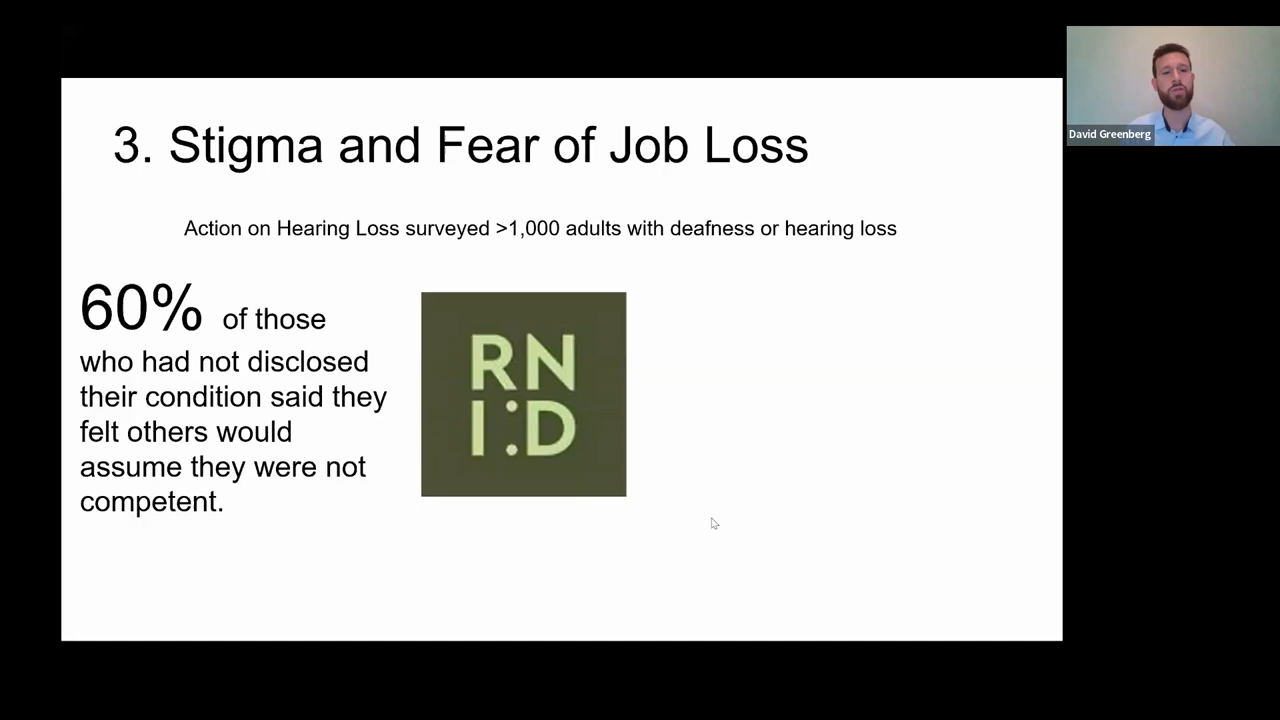 3. Stigma and Fear of Job Loss
Action on Hearing Loss surveyed >1,000 adults with deafness or hearing loss
60% of those
who had not disclosed
their condition said they
felt others would
assume they were not
competent.
RN
I:D
David Greenberg